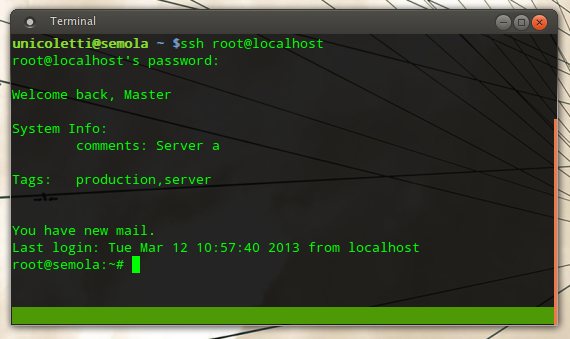 Terminal
unicoletti@semola ~ $ssh root@localhost
root@localhost's password:
Welcome back, Master
System Info:
comments: Server a
Tags: production,server
You have new mail.
Last login: Tue Mar 12 10:57:40 2013 from localhost
root@semola:~#